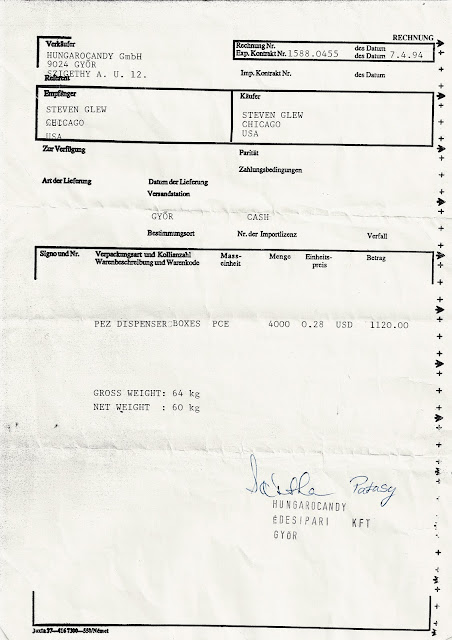 RECHNUNG
Verkäufer
HUNGAROCANDY GmbH
9024 GYÖR
SZIGETHY A. U. 12.
Referent
Rechnung Nr. des Datum
Exp. Kontrakt Nr. 1588.0455 des Datum 7.4.94
Imp. Kontrakt Nr. des Datum
Empfänger
STEVEN GLEW
CHICAGO
USA
Käufer
STEVEN GLEW
CHICAGO
USA
Zur Verfügung
Parität
Zahlungsbedingungen
Art der Lieferung
Datum der Lieferung
Versandstation
GYÖR CASH
Bestimmungsort Nr. der Importlizenz Verfall
Signo und Nr. Verpackungsart und Kollianzahl Mass- Menge Einheits- Betrag
Warenbeschreibung und Warenkode einheit preis
PEZ DISPENSER BOXES PCE 4000 0.28 USD 1120.00
GROSS WEIGHT: 64 kg
NET WEIGHT : 60 kg
HUNGAROCANDY
ÉDESIPARI KFT
GYÖR